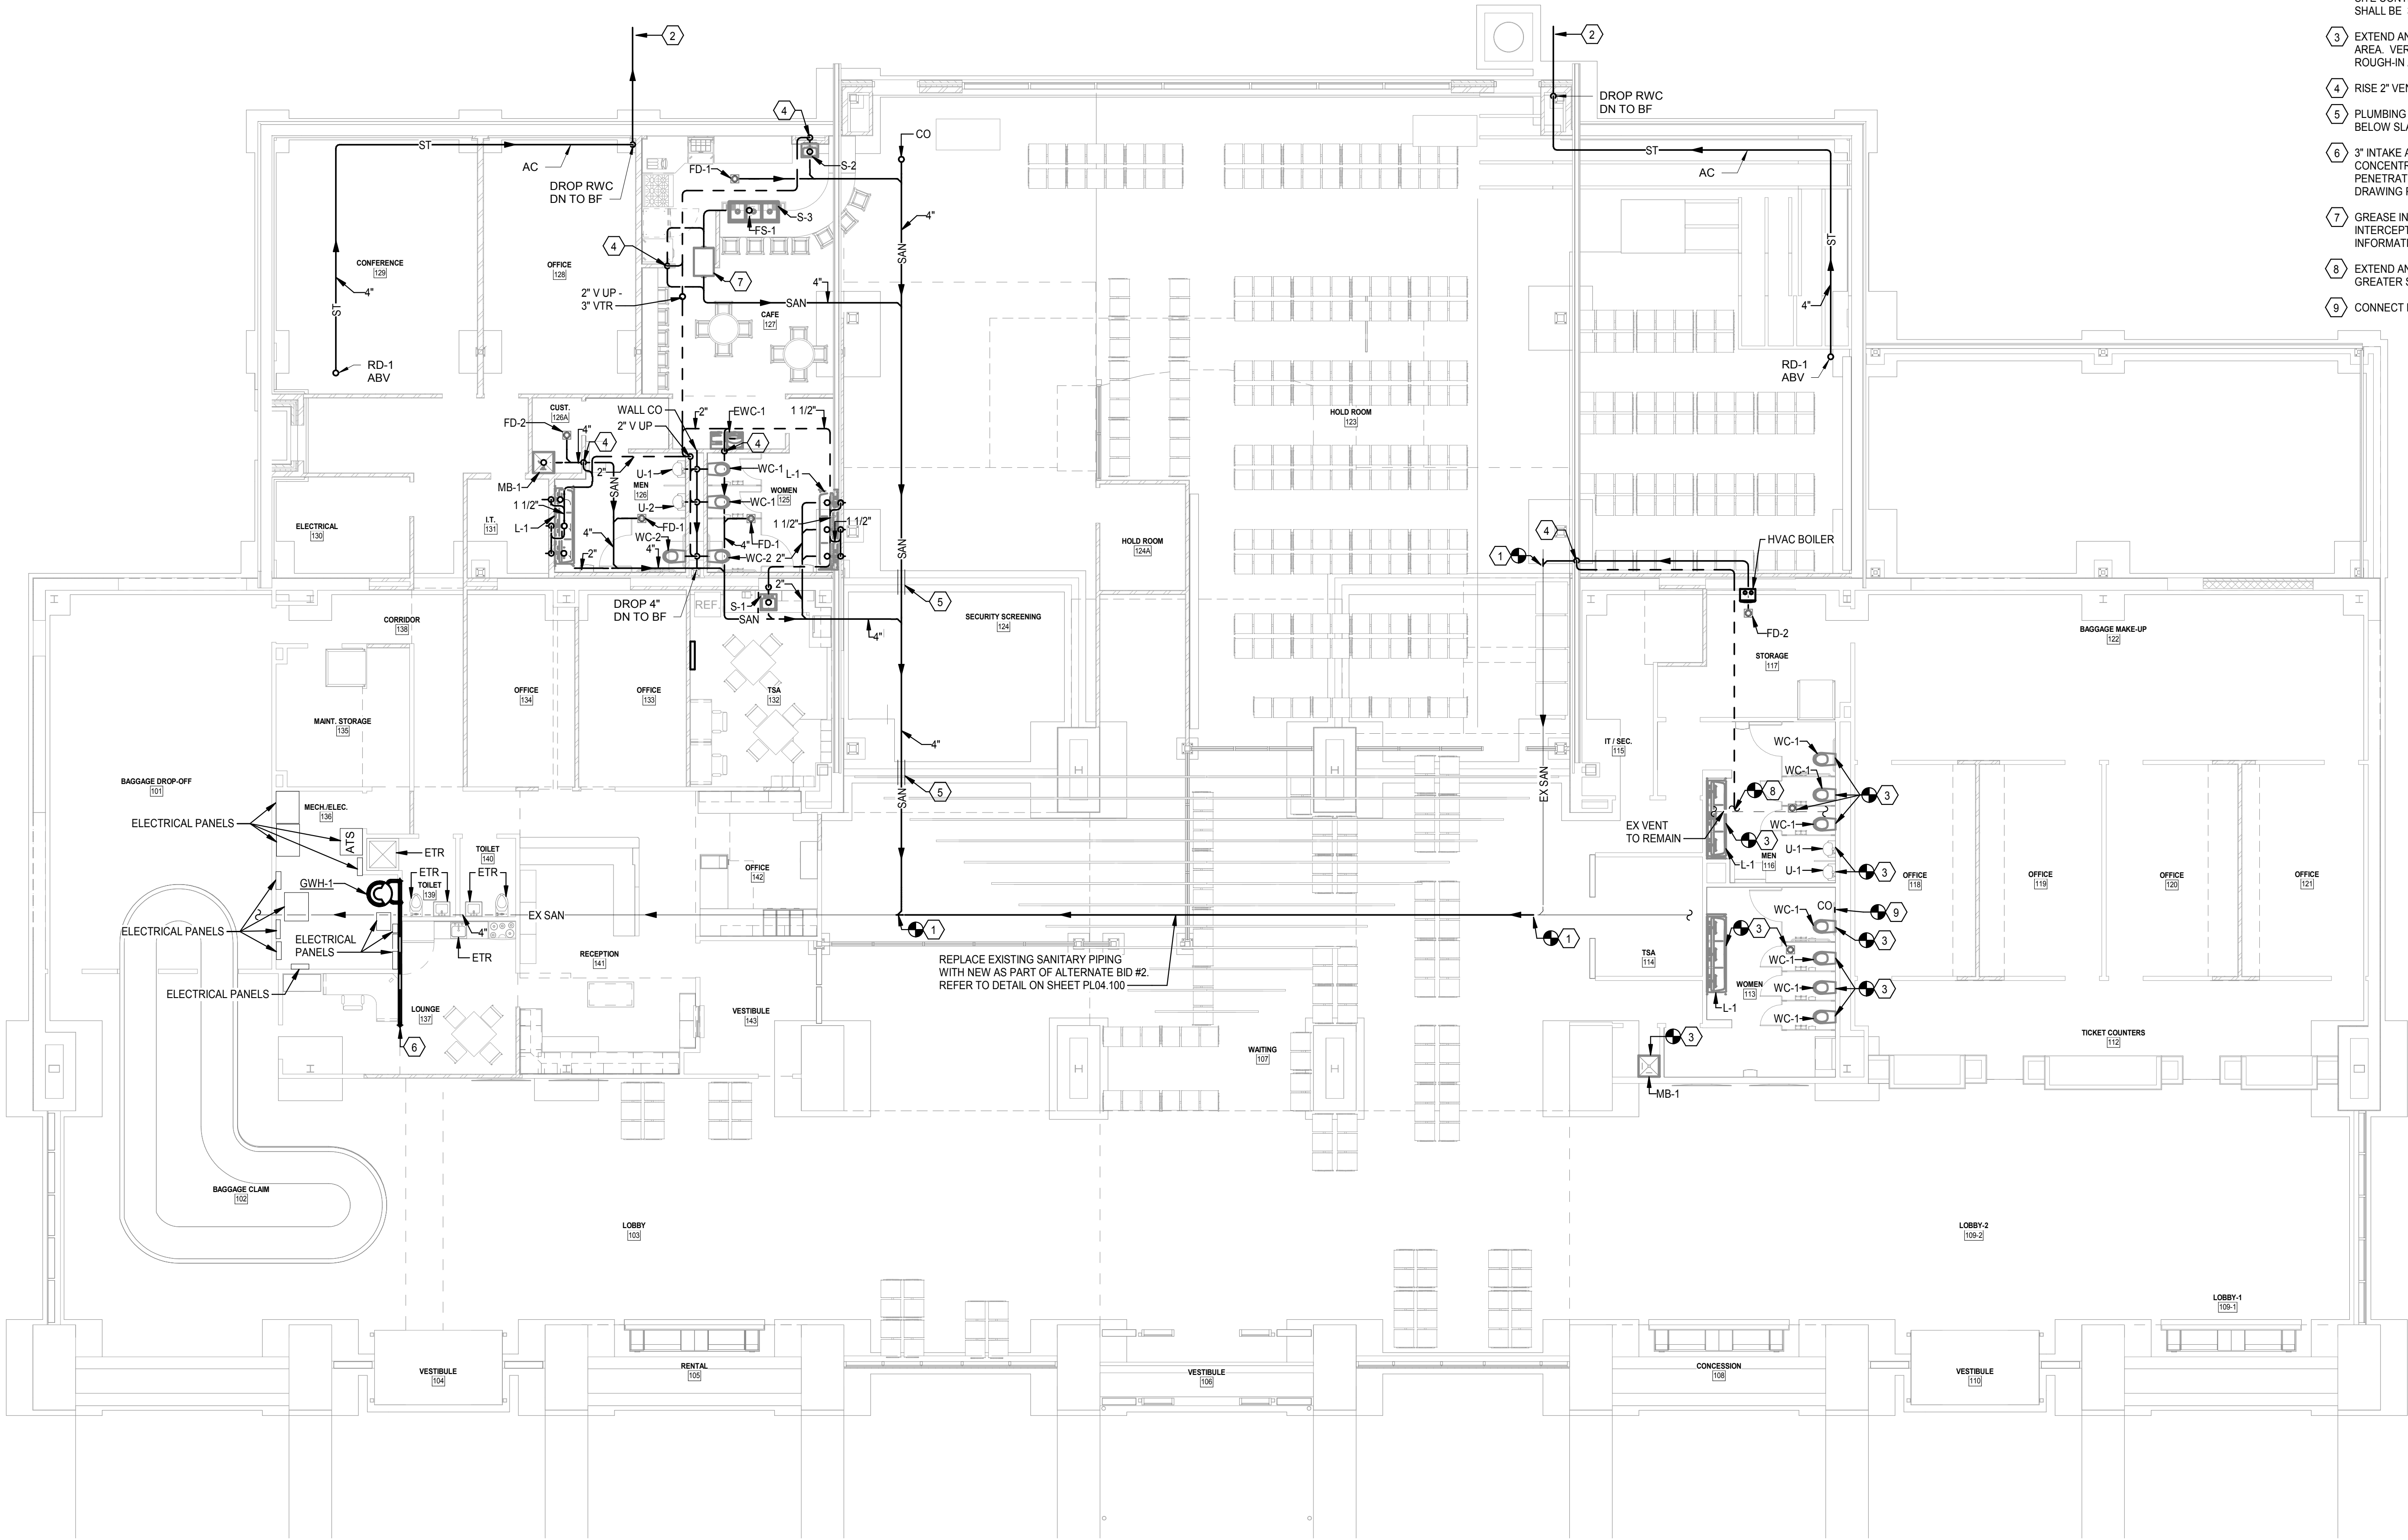 SHALL BE
3 EXTEND AN
AREA. VER
ROUGH-IN
4 RISE 2" VEN
5 PLUMBING
BELOW SLA
6 3" INTAKE A
CONCENTR
PENETRAT
DRAWING
7 GREASE IN
INTERCEPT
INFORMATI
8 EXTEND AN
GREATER S
9 CONNECT
2
2
DROP RWC
DN TO BF
4
CO
ST
AC
FD-1
S-2
ST
AC
DROP RWC
DN TO BF
S-3
FS-1
4"
SAN
4
CONFERENCE
129
OFFICE
128
7
4"
ST
2" V UP -
3" VTR
SAN
4"
CAFE
127
ST
4"
RD-1
ABV
RD-1
ABV
CUST.
126A
WALL CO
2"
EWC-1
1 1/2"
HOLD ROOM
123
FD-2
4"
4
2" V UP
4
2"
U-1
WC-1
L-1
MB-1
SAN
MEN
126
WOMEN
125
U-2
WC-1
1 1/2"
L-1
I.T.
131
ELECTRICAL
130
FD-1
1 1/2"
1 1/2"
4"
WC-2
4"
4"
FD-1
WC-2
2"
2"
SAN
HOLD ROOM
124A
4
1
HVAC BOILER
DROP 4"
DN TO BF
REF.
S-1
2"
SAN
4"
5
SECURITY SCREENING
124
FD-2
CORRIDOR
138
BAGGAGE MAKE-UP
122
STORAGE
117
OFFICE
134
OFFICE
133
TSA
132
MAINT. STORAGE
135
4"
IT / SEC.
115
WC-1
WC-1
EX SAN
BAGGAGE DROP-OFF
101
SAN
5
8
3
MECH./ELEC.
136
ELECTRICAL PANELS
ATS
ETR
EX VENT
TO REMAIN
3
WC-1
TOILET
140
U-1
L-1
MEN
116
U-1
3
OFFICE
142
ETR
ETR
GWH-1
TOILET
139
OFFICE
118
OFFICE
119
OFFICE
120
OFFICE
121
EX SAN
WC-1
CO
9
ELECTRICAL PANELS
4"
1
1
3
3
ELECTRICAL
PANELS
ETR
RECEPTION
141
REPLACE EXISTING SANITARY PIPING
WITH NEW AS PART OF ALTERNATE BID #2.
REFER TO DETAIL ON SHEET PL04.100
TSA
114
WC-1
WOMEN
113
WC-1
3
ELECTRICAL PANELS
LOUNGE
137
VESTIBULE
143
L-1
WC-1
6
WAITING
107
3
TICKET COUNTERS
112
MB-1
BAGGAGE CLAIM
102
LOBBY
103
LOBBY-2
109-2
LOBBY-1
109-1
VESTIBULE
104
RENTAL
105
VESTIBULE
106
CONCESSION
108
VESTIBULE
110